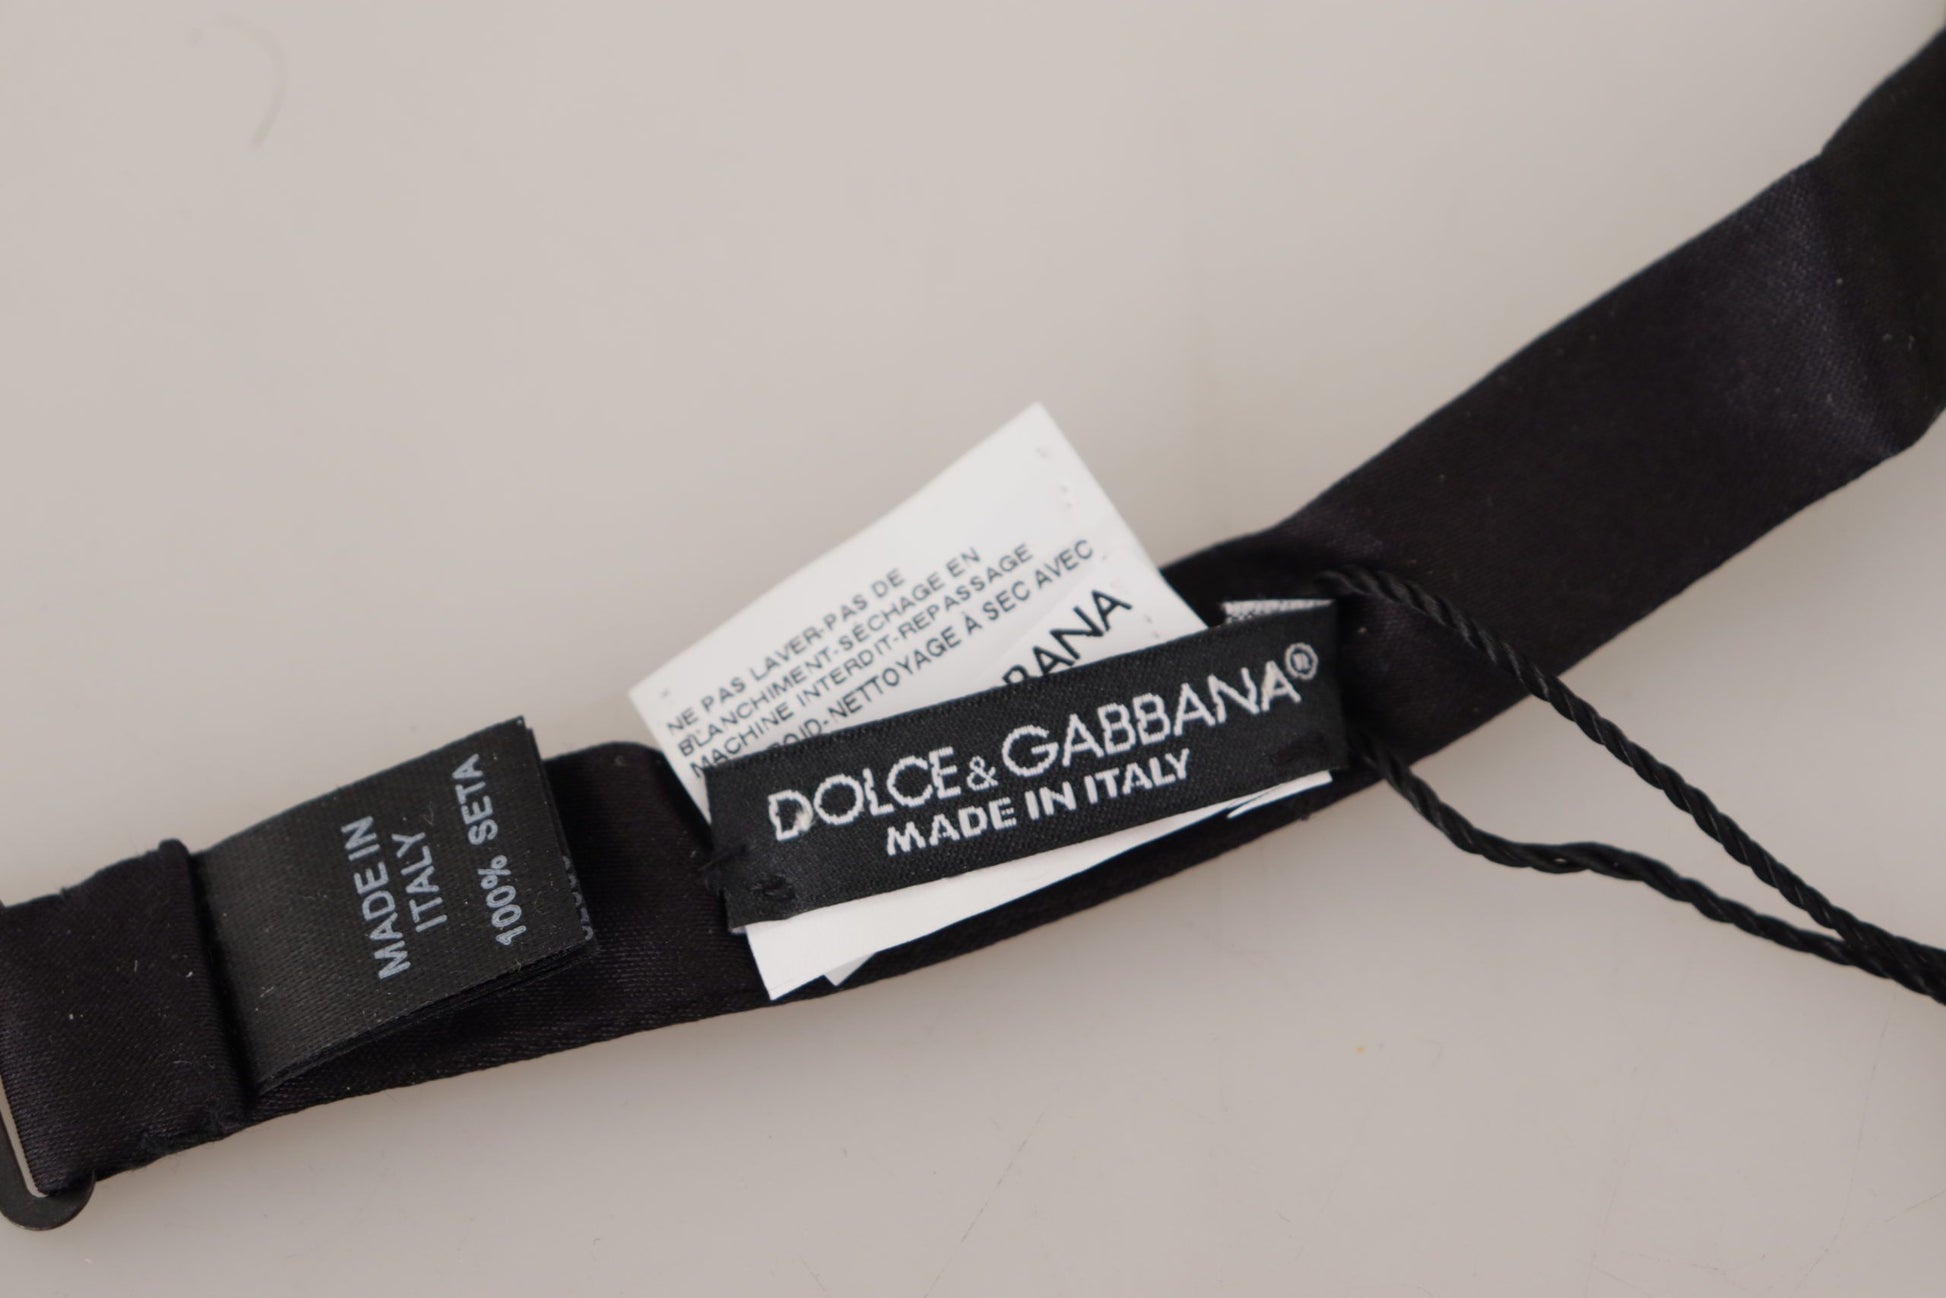 MADE IN
ITALY
100% SETA
NE PAS LAVER-PAS DE
BLANCHIMENT-SÉCHAGE EN
MACHINE INTERDIT-REPASSAGE
NETTOYAGE À SEC AVEC
DOLCE & GABBANA®
MADE IN ITALY